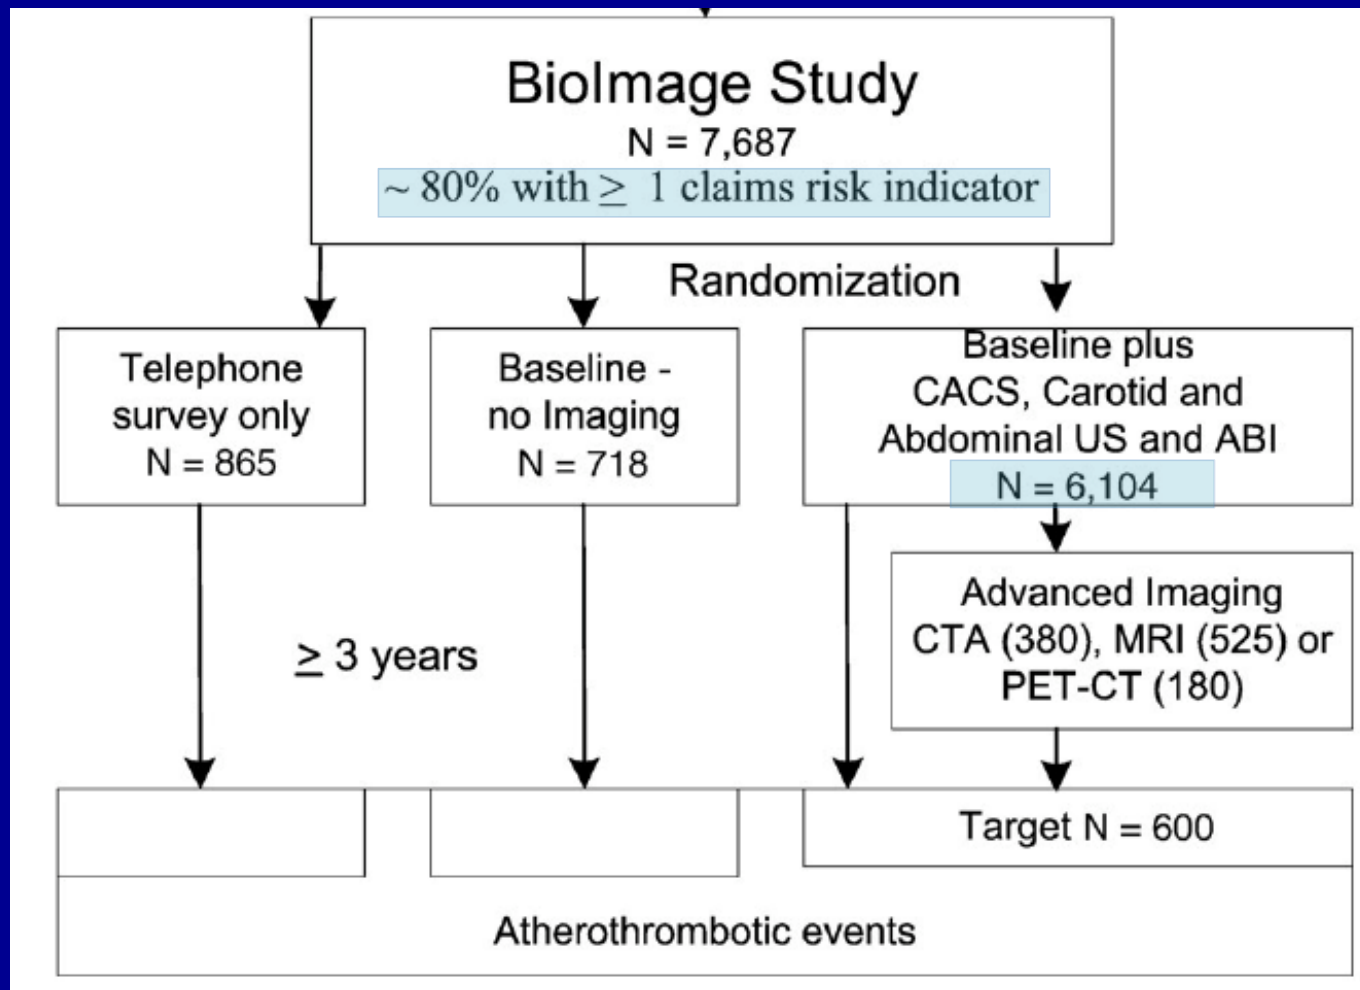 BioImage Study
N = 7,687
~ 80% with ≥ 1 claims risk indicator
Randomization
Telephone
survey only
N = 865
Baseline -
no Imaging
N = 718
Baseline plus
CACS, Carotid and
Abdominal US and ABI
N = 6,104
Advanced Imaging
CTA (380), MRI (525) or
PET-CT (180)
≥ 3 years
Target N = 600
Atherothrombotic events